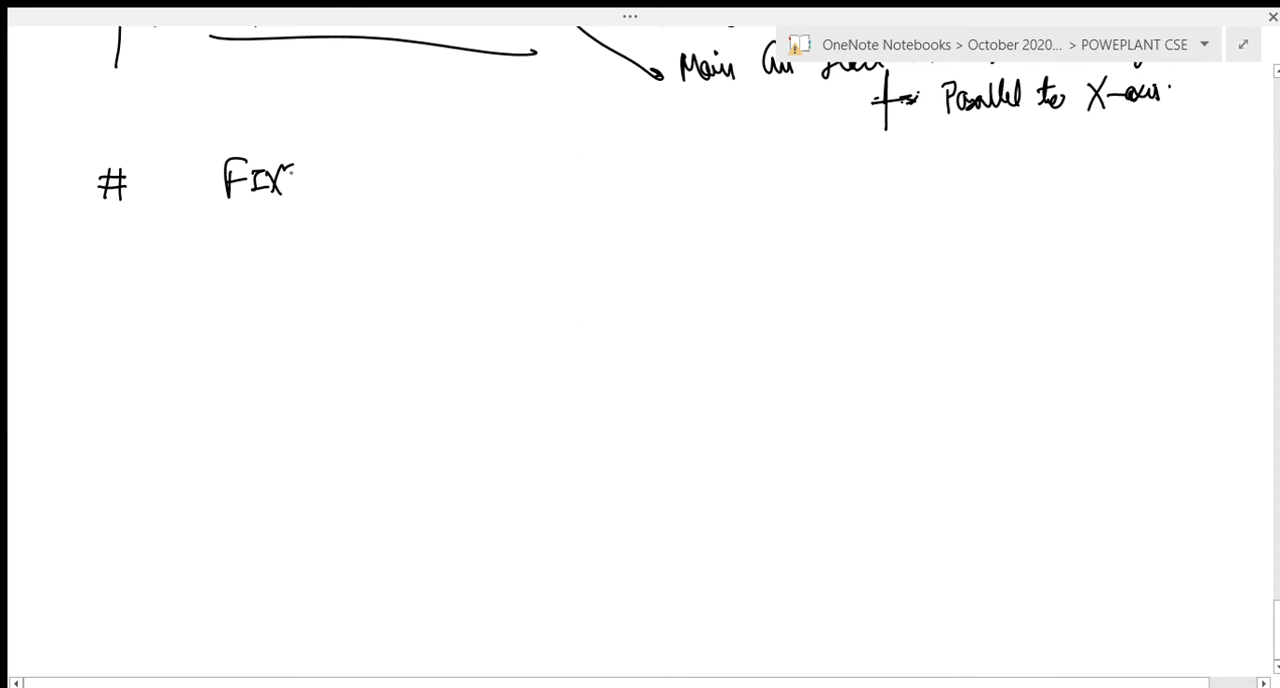 OneNote Notebooks > October 2020... > POWEPLANT CSE
Main
Parallel to X-axis.
# FIX